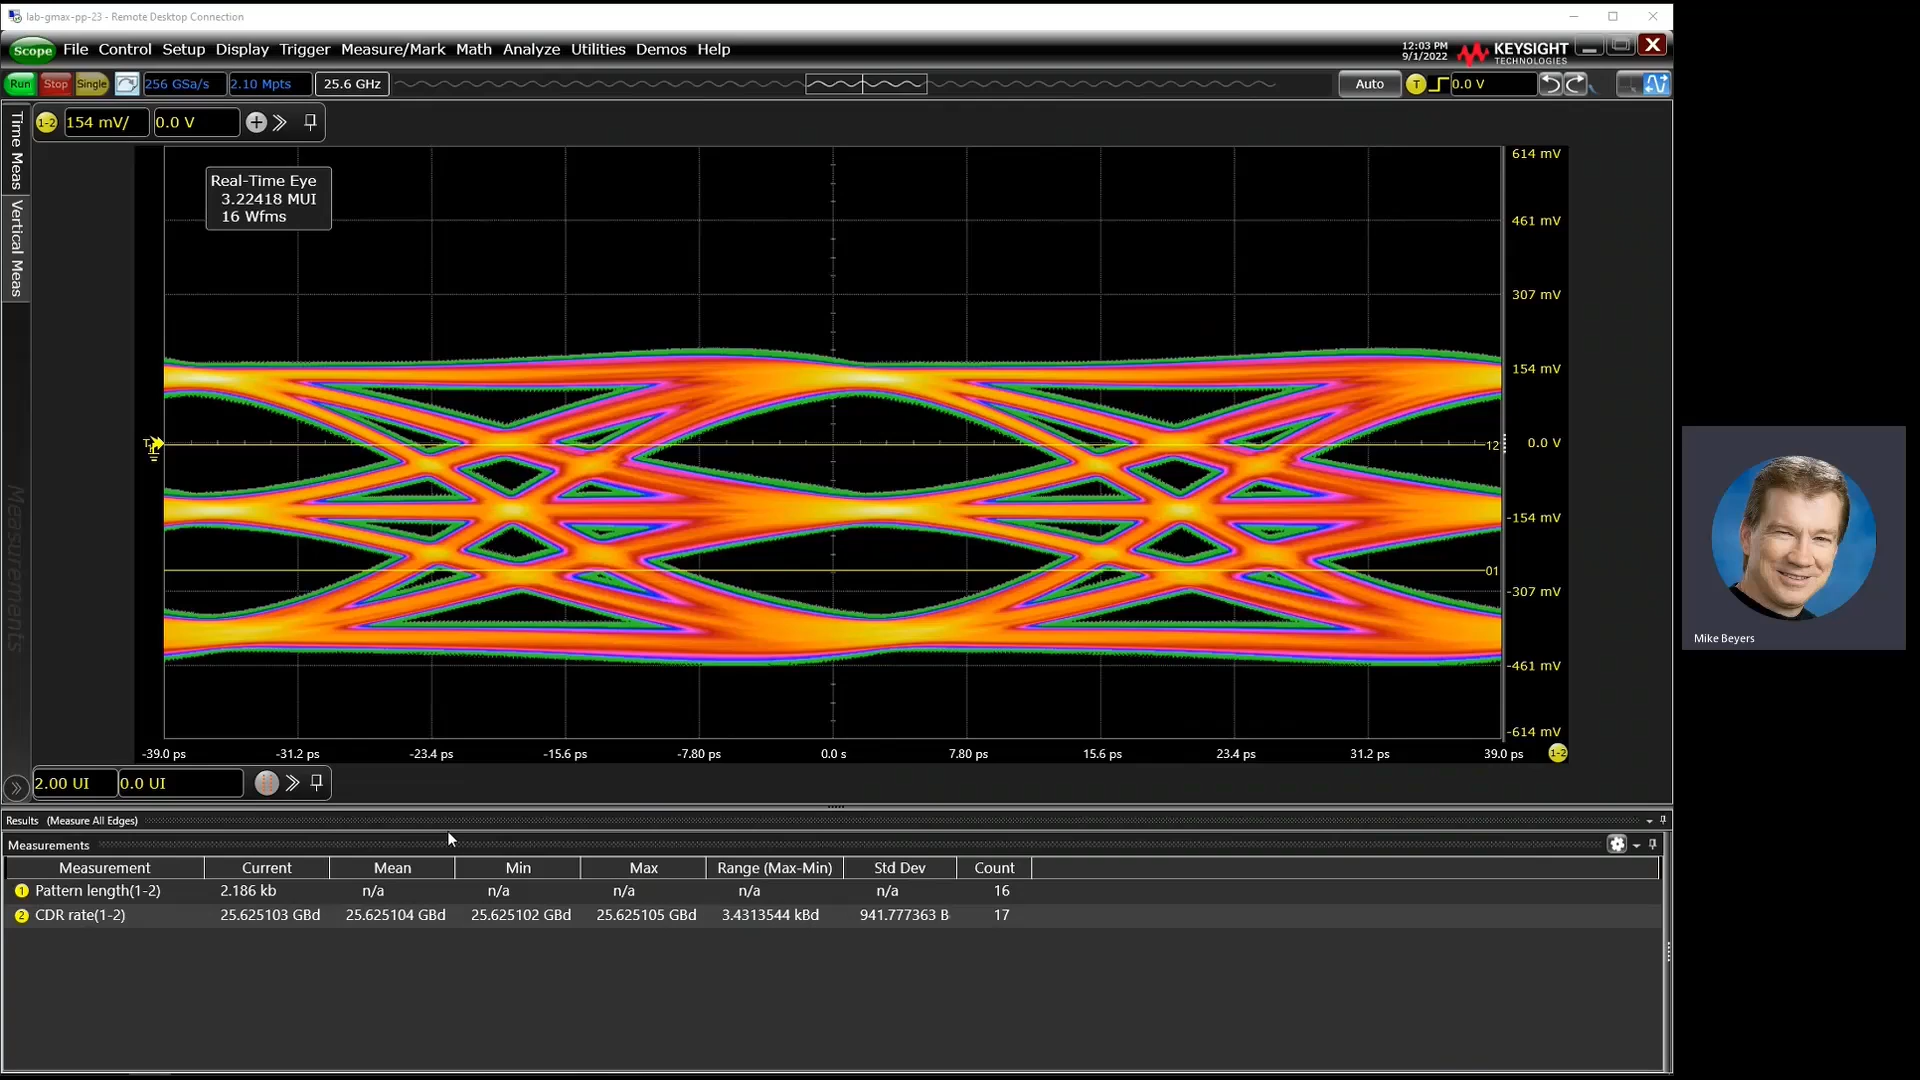 lab-gmax-pp-23 - Remote Desktop Connection
Scope File Control Setup Display Trigger Measure/Mark Math Analyze Utilities Demos Help
12:03 PM
9/1/2022
KEYSIGHT
TECHNOLOGIES
Run Stop Single 256 GSa/s 2.10 Mpts 25.6 GHz Auto T 0.0 V
1-2 154 mV/ 0.0 V
Time Meas
Vertical Meas
Measurements
Real-Time Eye
3.22418 MUI
16 Wfms
614 mV
461 mV
307 mV
154 mV
0.0 V
-154 mV
-307 mV
-461 mV
-614 mV
12
01
-39.0 ps -31.2 ps -23.4 ps -15.6 ps -7.80 ps 0.0 s 7.80 ps 15.6 ps 23.4 ps 31.2 ps 39.0 ps 1-2
2.00 UI 0.0 UI
Results (Measure All Edges)
Measurements
Measurement Current Mean Min Max Range (Max-Min) Std Dev Count
1 Pattern length(1-2) 2.186 kb n/a n/a n/a n/a n/a 16
2 CDR rate(1-2) 25.625103 GBd 25.625104 GBd 25.625102 GBd 25.625105 GBd 3.4313544 kBd 941.777363 B 17
Mike Beyers